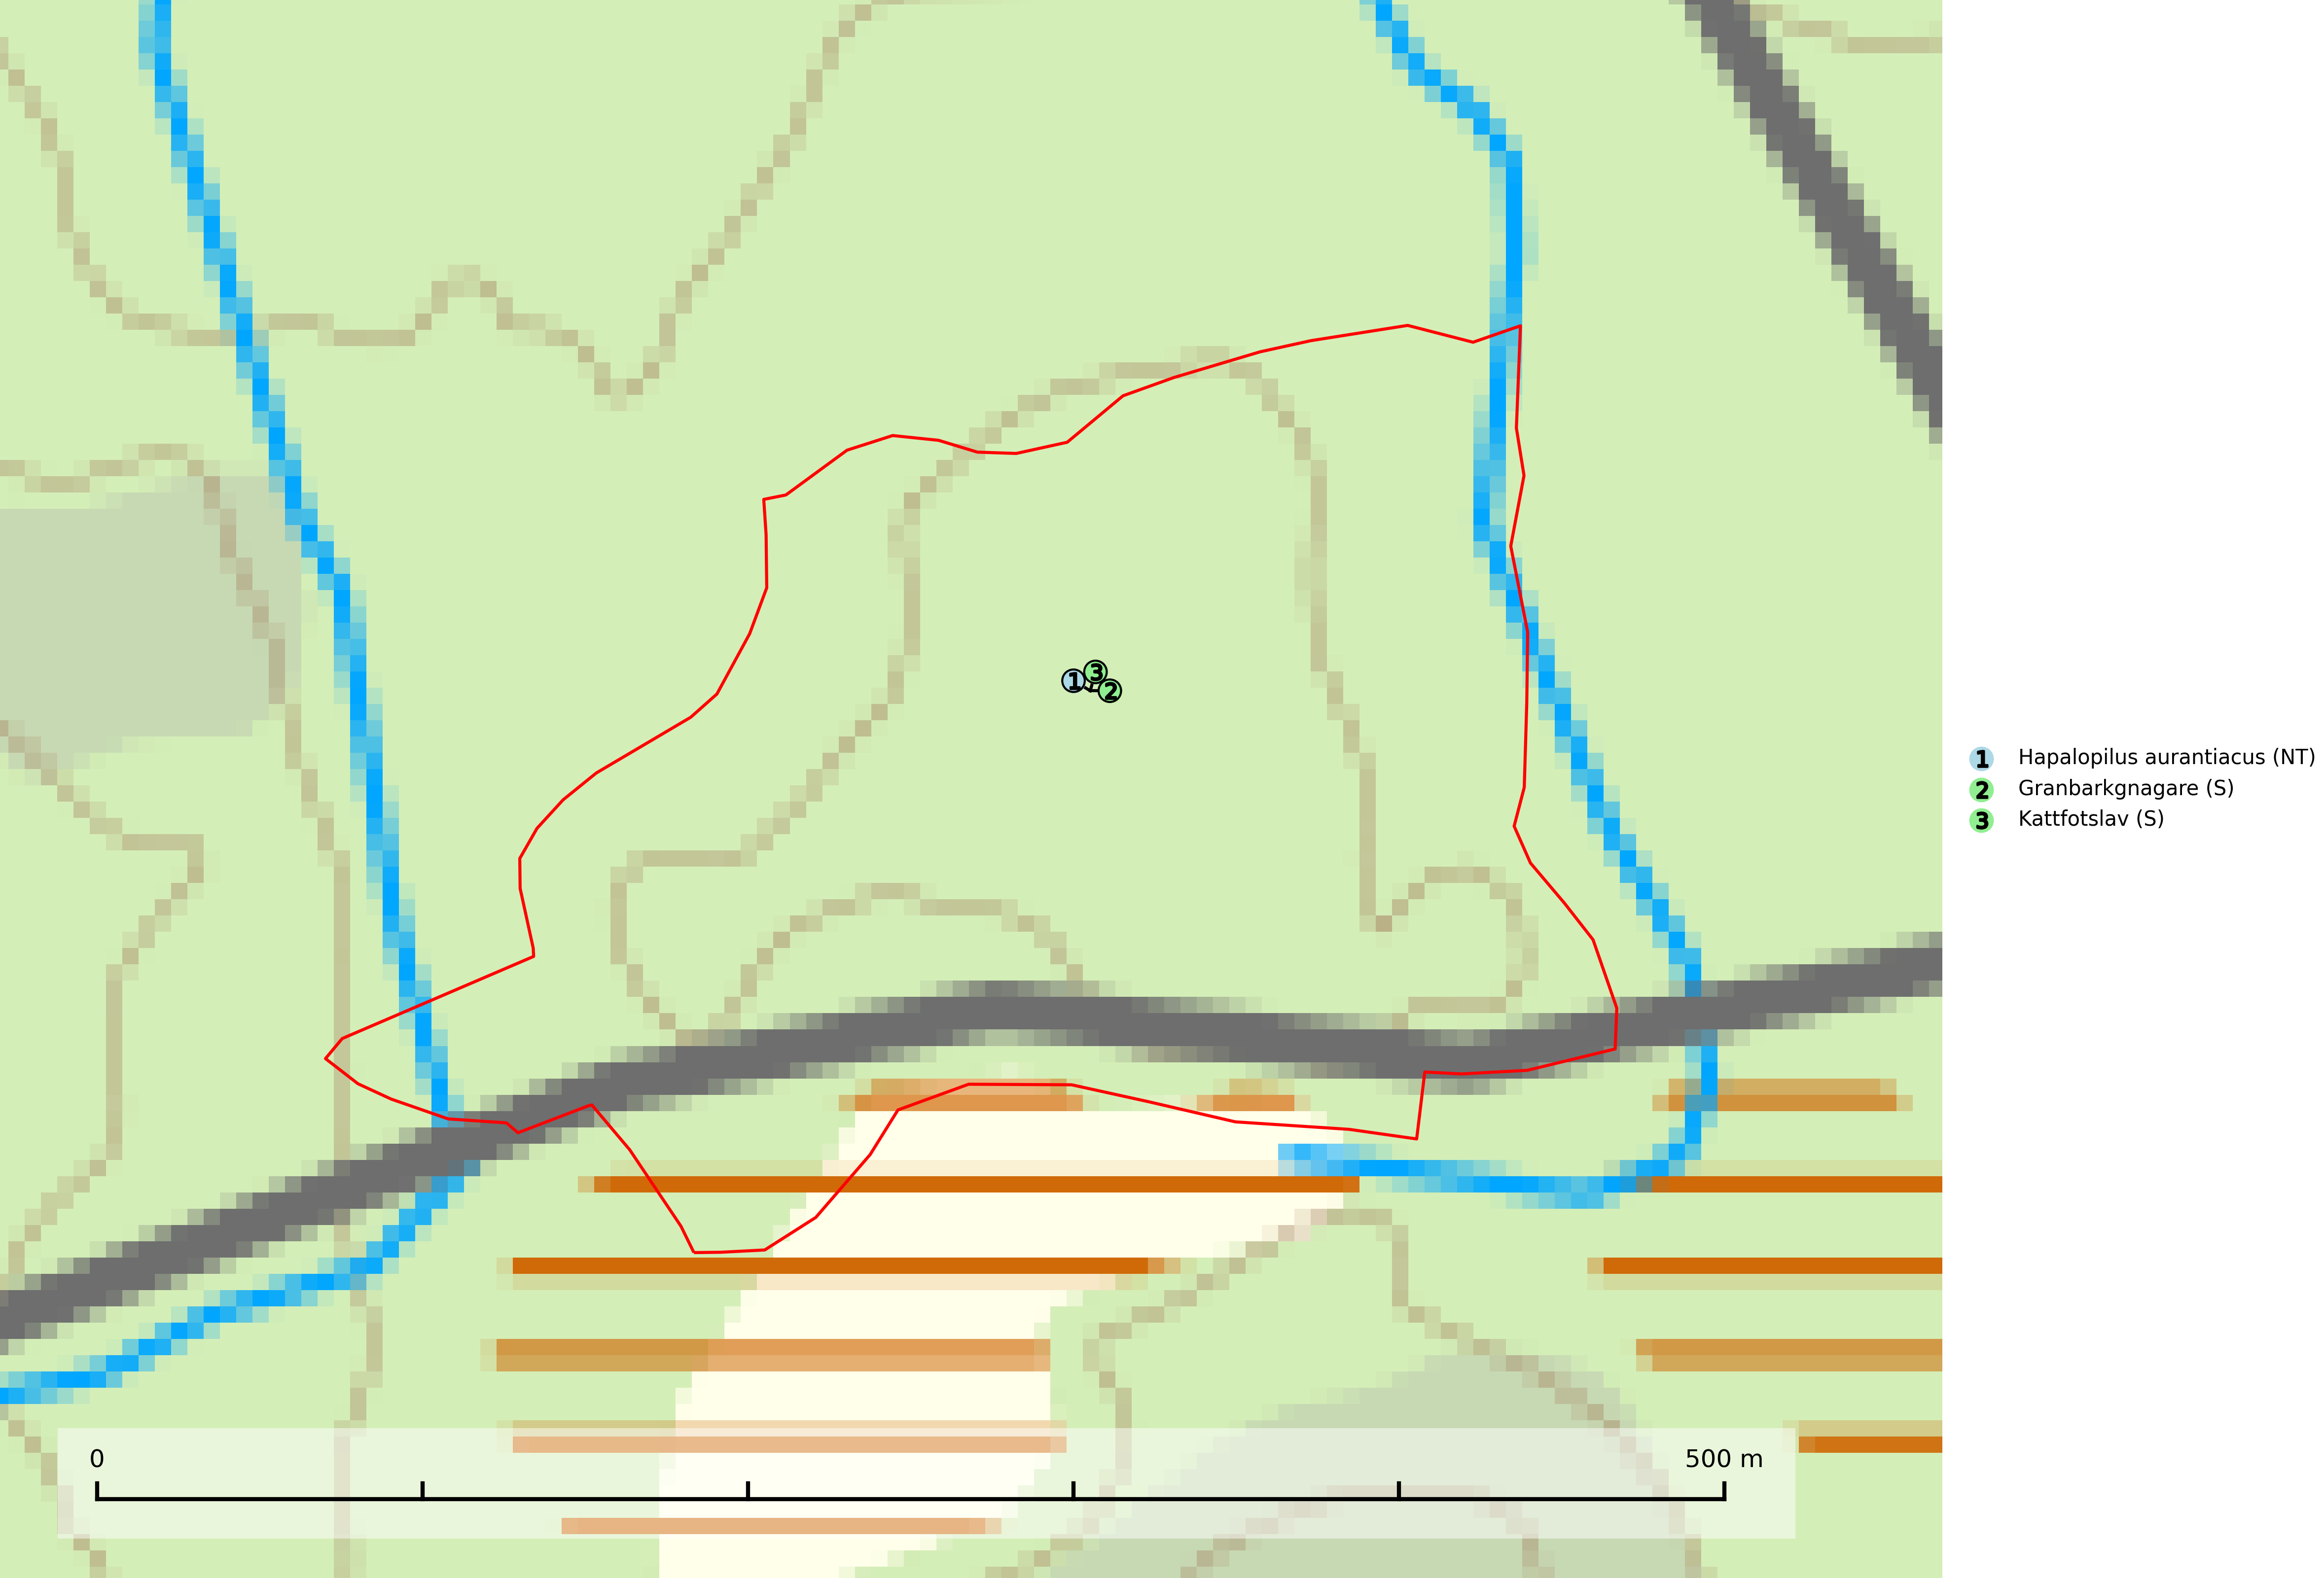 3
1
2
1 Hapalopilus aurantiacus (NT)
2 Granbarkgnagare (S)
3 Kattfotslav (S)
0 500 m